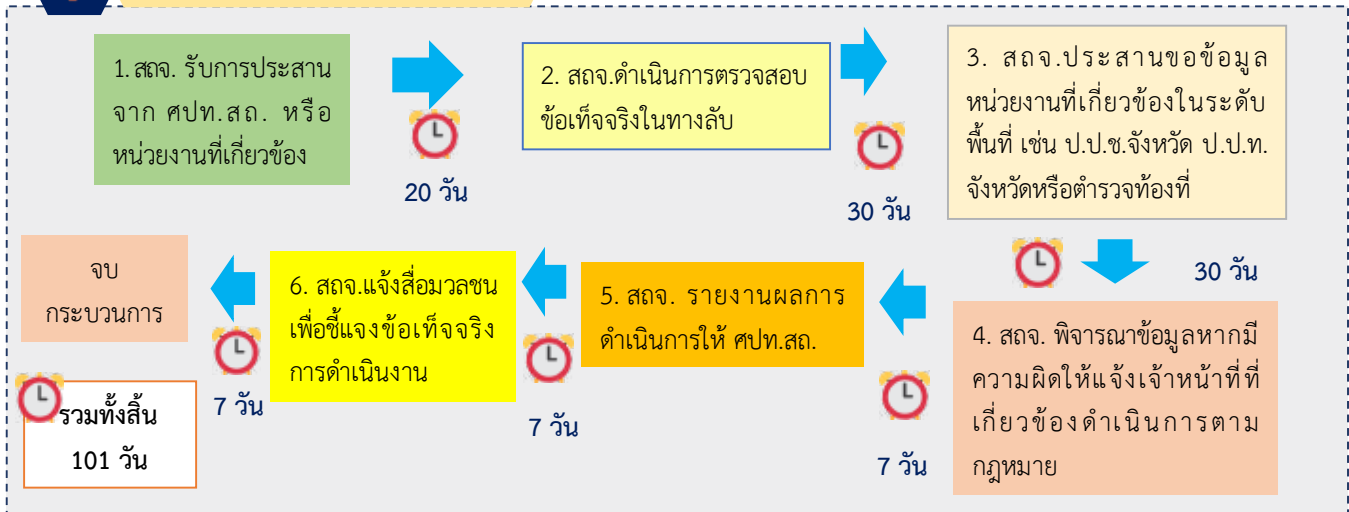 1. สถจ. รับการประสาน
จาก ศปท.สถ. หรือ
หน่วยงานที่เกี่ยวข้อง
20 วัน
2. สถจ.ดำเนินการตรวจสอบ
ข้อเท็จจริงในทางลับ
30 วัน
3. สถจ.ประสานขอข้อมูล
หน่วยงานที่เกี่ยวข้องในระดับ
พื้นที่ เช่น ป.ป.ช.จังหวัด ป.ป.ท.
จังหวัดหรือตำรวจท้องที่
30 วัน
4. สถจ. พิจารณาข้อมูลหากมี
ความผิดให้แจ้งเจ้าหน้าที่ที่
เกี่ยวข้องดำเนินการตาม
กฎหมาย
7 วัน
5. สถจ. รายงานผลการ
ดำเนินการให้ ศปท.สถ.
7 วัน
6. สถจ.แจ้งสื่อมวลชน
เพื่อชี้แจงข้อเท็จจริง
การดำเนินงาน
7 วัน
จบ
กระบวนการ
รวมทั้งสิ้น
101 วัน